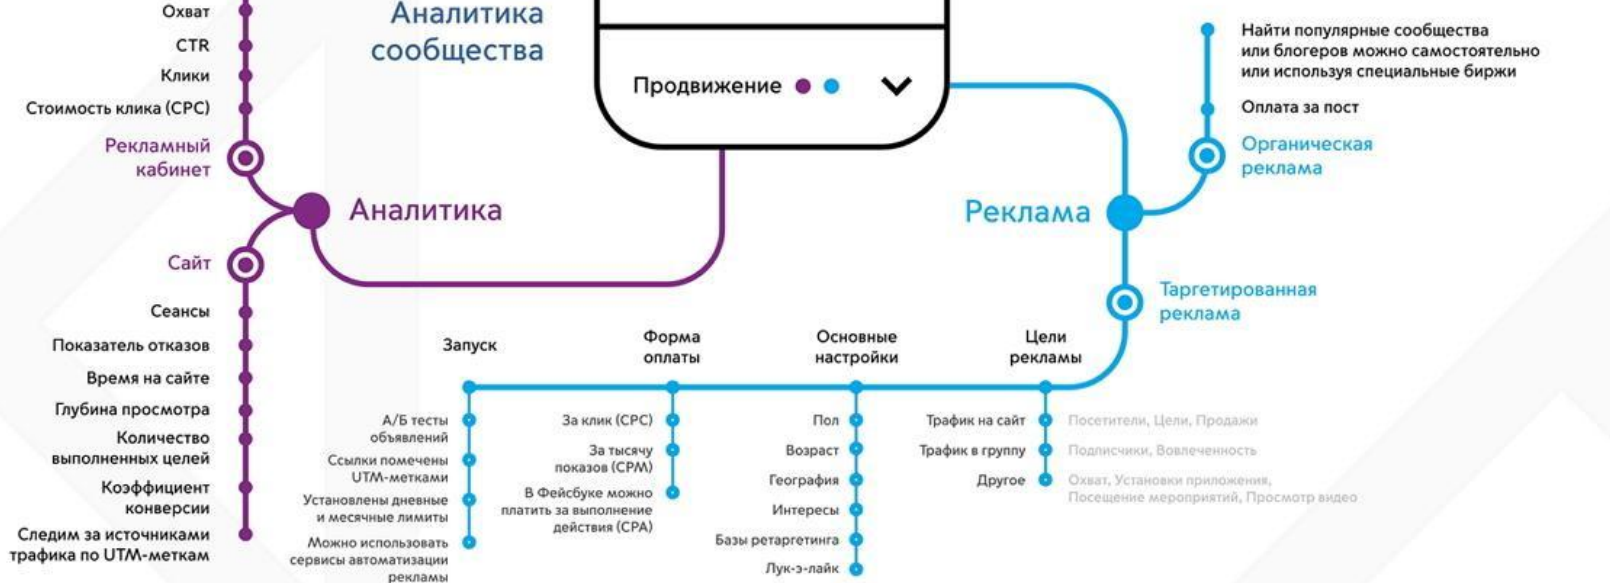 Охват
CTR
Клики
Стоимость клика (CPC)
Рекламный
кабинет
Аналитика
сообщества
Продвижение
Найти популярные сообщества
или блогеров можно самостоятельно
или используя специальные биржи
Оплата за пост
Органическая
реклама
Аналитика
Реклама
Сайт
Сеансы
Показатель отказов
Время на сайте
Глубина просмотра
Количество
выполненных целей
Коэффициент
конверсии
Следим за источниками
трафика по UTM-меткам
Таргетированная
реклама
Запуск
А/Б тесты
объявлений
Ссылки помечены
UTM-метками
Установлены дневные
и месячные лимиты
Можно использовать
сервисы автоматизации
рекламы
Форма
оплаты
За клик (CPC)
За тысячу
показов (CPM)
В Фейсбуке можно
платить за выполнение
действия (CPA)
Основные
настройки
Пол
Возраст
География
Интересы
Базы ретаргетинга
Лук-э-лайк
Цели
рекламы
Трафик на сайт
Посетители, Цели, Продажи
Трафик в группу
Подписчики, Вовлеченность
Другое
Охват, Установки приложения,
Посещение мероприятий, Просмотр видео